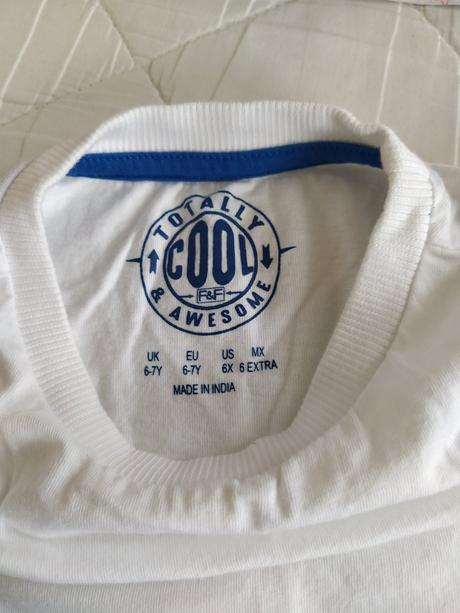 TOTALLY
COOL
F&F
& AWESOME
UK EU US MX
6-7Y 6-7Y 6X 6 EXTRA
MADE IN INDIA